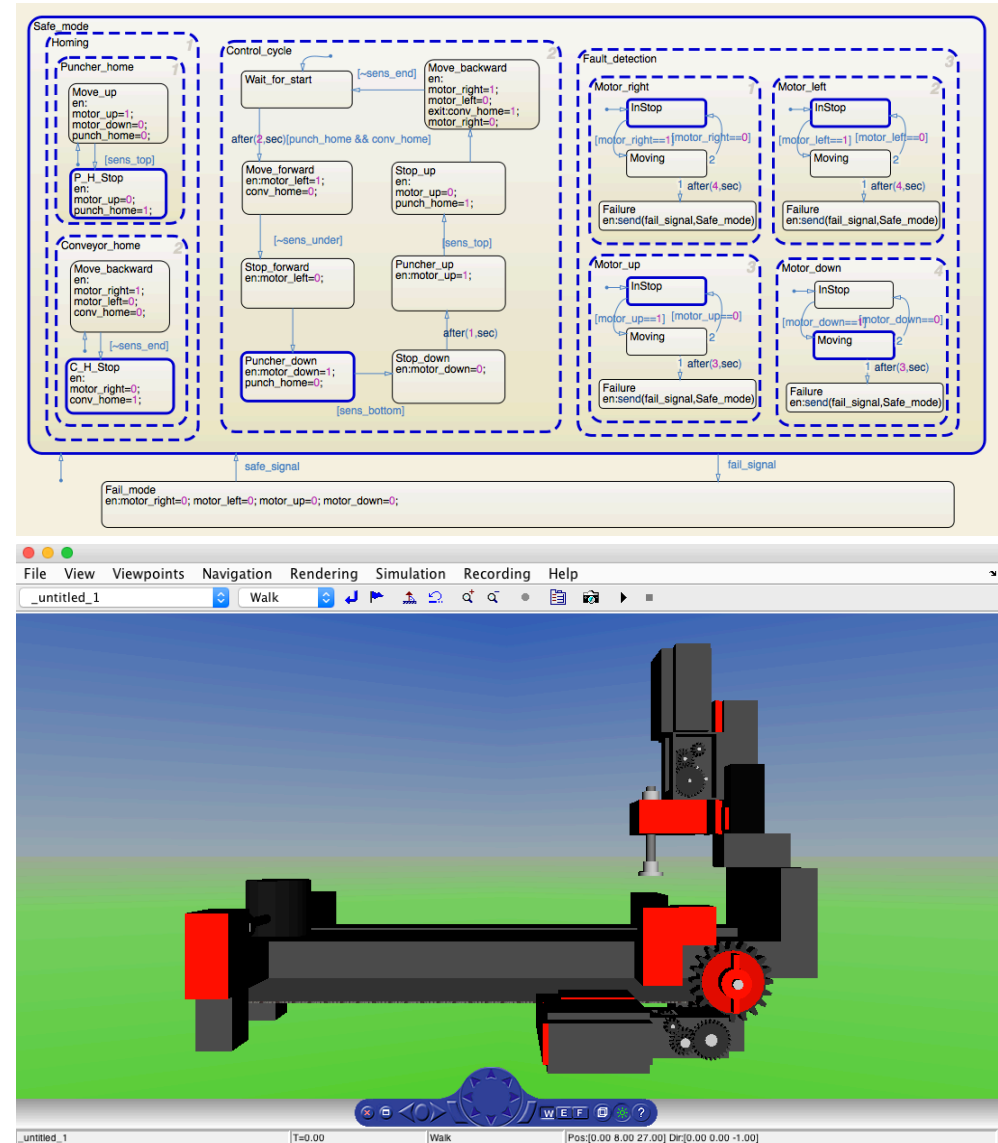 Safe_mode
Homing
1
Puncher_home
1
Move_up
en:
motor_up=1;
motor_down=0;
punch_home=0;
[sens_top]
P_H_Stop
en:
motor_up=0;
punch_home=1;
Conveyor_home
2
Move_backward
en:
motor_right=1;
motor_left=0;
conv_home=0;
[~sens_end]
C_H_Stop
en:
motor_right=0;
conv_home=1;
Control_cycle
2
Wait_for_start
[~sens_end]
Move_backward
en:
motor_right=1;
motor_left=0;
exit:conv_home=1;
motor_right=0;
after(2,sec)[punch_home && conv_home]
Move_forward
en:motor_left=1;
conv_home=0;
Stop_up
en:
motor_up=0;
punch_home=1;
[~sens_under]
[sens_top]
Stop_forward
en:motor_left=0;
Puncher_up
en:motor_up=1;
after(1,sec)
Puncher_down
en:motor_down=1;
punch_home=0;
Stop_down
en:motor_down=0;
[sens_bottom]
Fault_detection
3
Motor_right
1
InStop
[motor_right==1]
[motor_right==0]
Moving
2
1 after(4,sec)
Failure
en:send(fail_signal,Safe_mode)
Motor_left
2
InStop
[motor_left==1]
[motor_left==0]
Moving
2
1 after(4,sec)
Failure
en:send(fail_signal,Safe_mode)
Motor_up
3
InStop
[motor_up==1]
[motor_up==0]
Moving
2
1 after(3,sec)
Failure
en:send(fail_signal,Safe_mode)
Motor_down
4
InStop
[motor_down==1]
[motor_down==0]
Moving
2
1 after(3,sec)
Failure
en:send(fail_signal,Safe_mode)
safe_signal
fail_signal
Fail_mode
en:motor_right=0; motor_left=0; motor_up=0; motor_down=0;
File View Viewpoints Navigation Rendering Simulation Recording Help
_untitled_1 Walk
W E F ?
_untitled_1 T=0.00 Walk Pos:[0.00 8.00 27.00] Dir:[0.00 0.00 -1.00]